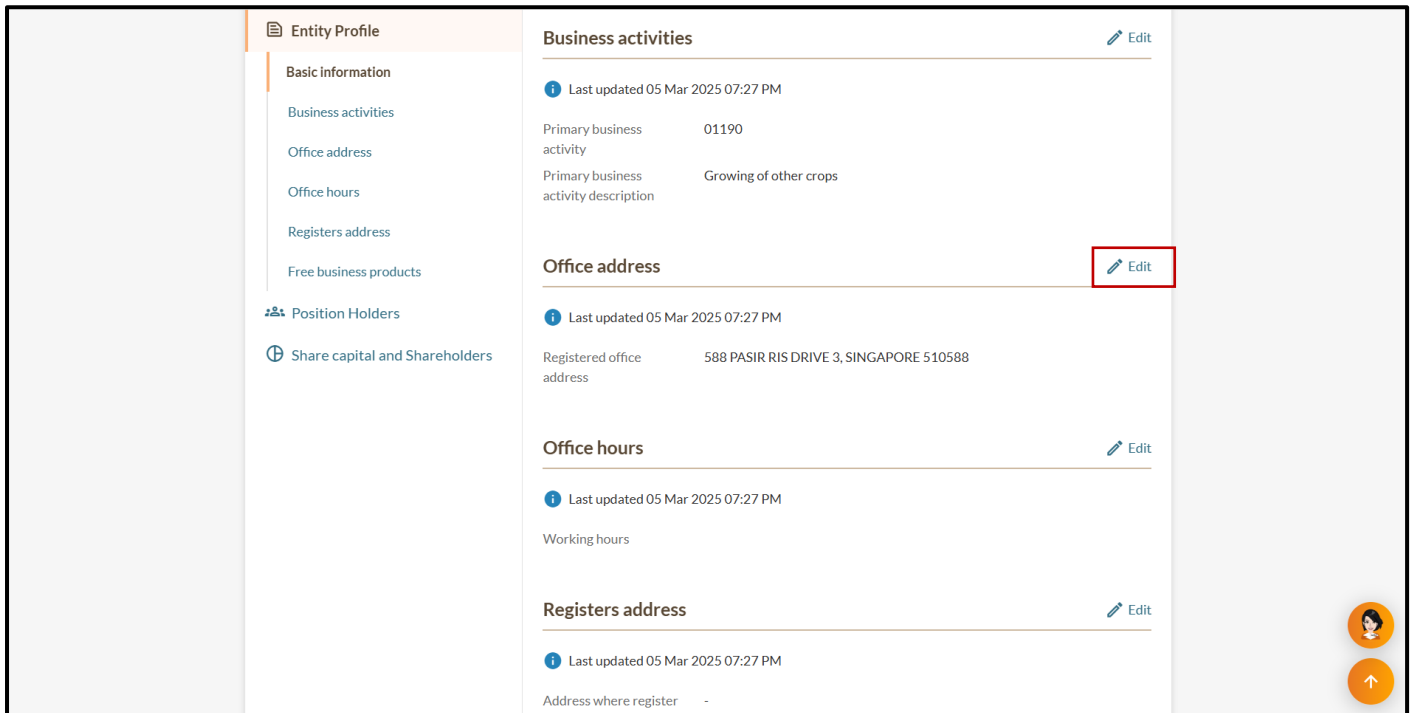 Entity Profile
Basic information
Business activities
Office address
Office hours
Registers address
Free business products
Position Holders
Share capital and Shareholders
Business activities
Edit
Last updated 05 Mar 2025 07:27 PM
Primary business 01190
activity
Primary business Growing of other crops
activity description
Office address
Edit
Last updated 05 Mar 2025 07:27 PM
Registered office 588 PASIR RIS DRIVE 3, SINGAPORE 510588
address
Office hours
Edit
Last updated 05 Mar 2025 07:27 PM
Working hours
Registers address
Edit
Last updated 05 Mar 2025 07:27 PM
Address where register -